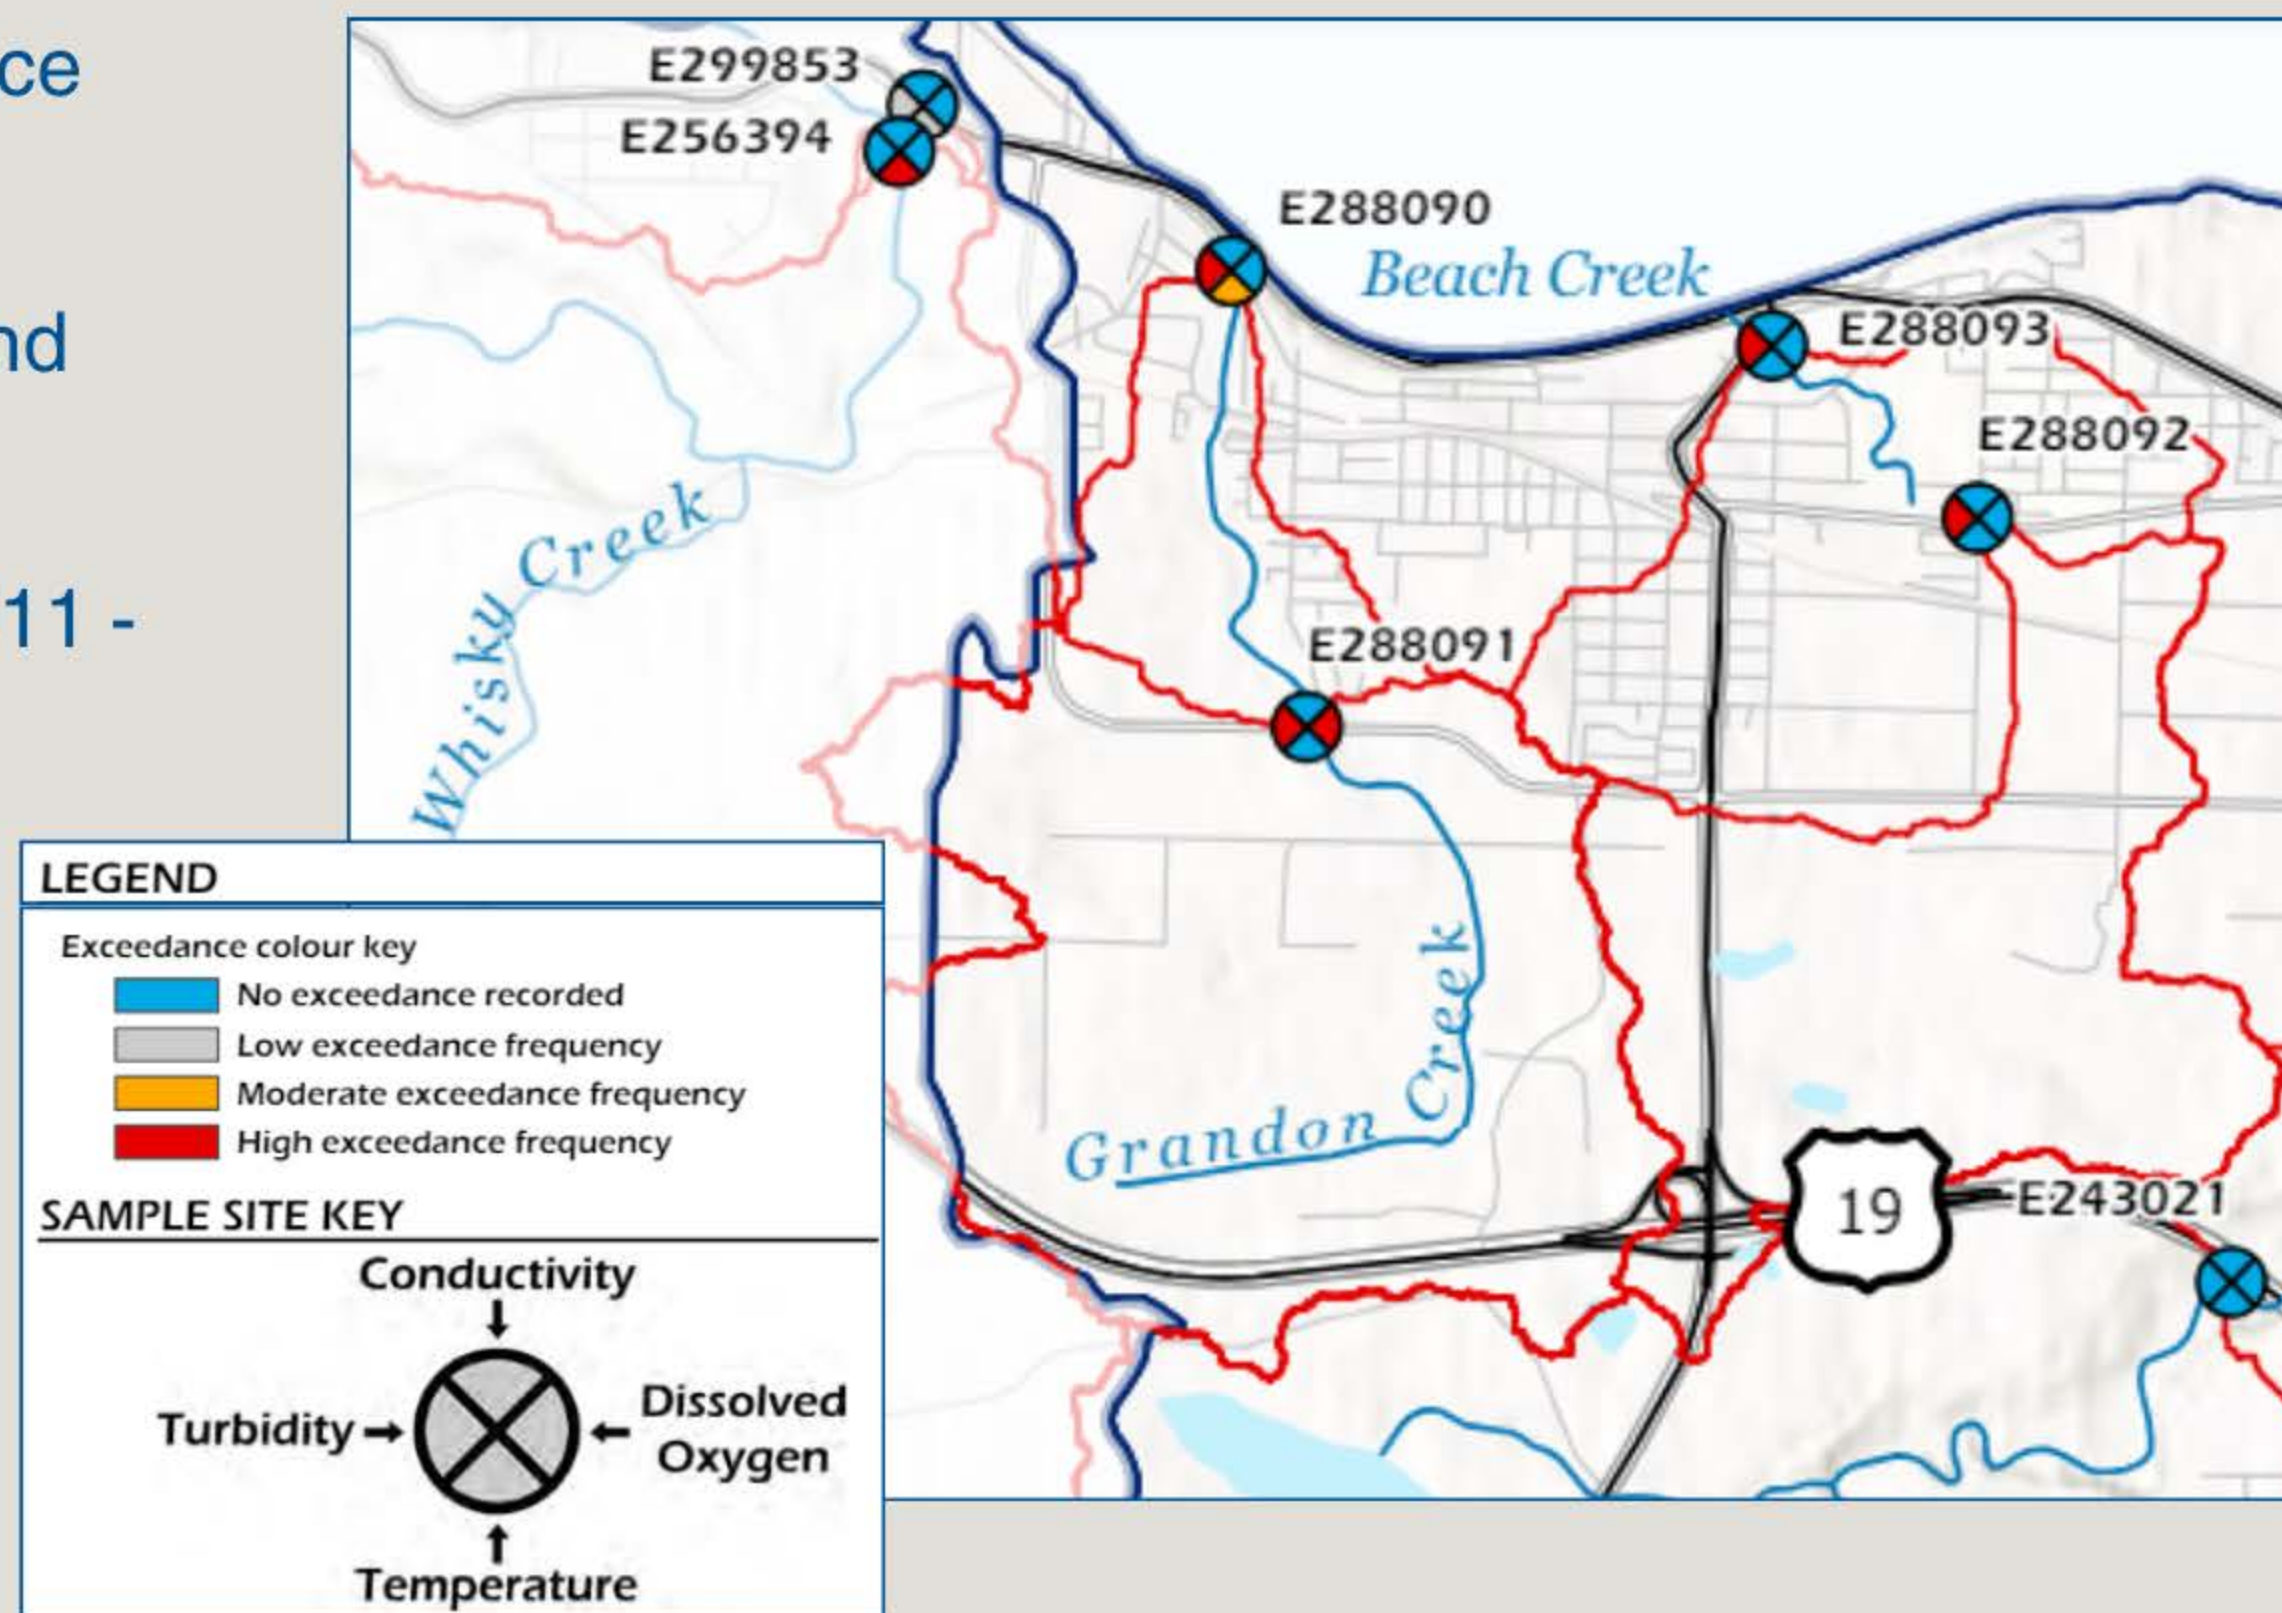 ce
nd
11 -
E299853
E256394
E288090
Beach Creek
E288093
E288092
E288091
Whisky Creek
Grandon Creek
19
E243021
LEGEND
Exceedance colour key
No exceedance recorded
Low exceedance frequency
Moderate exceedance frequency
High exceedance frequency
SAMPLE SITE KEY
Conductivity
Turbidity
Dissolved
Oxygen
Temperature